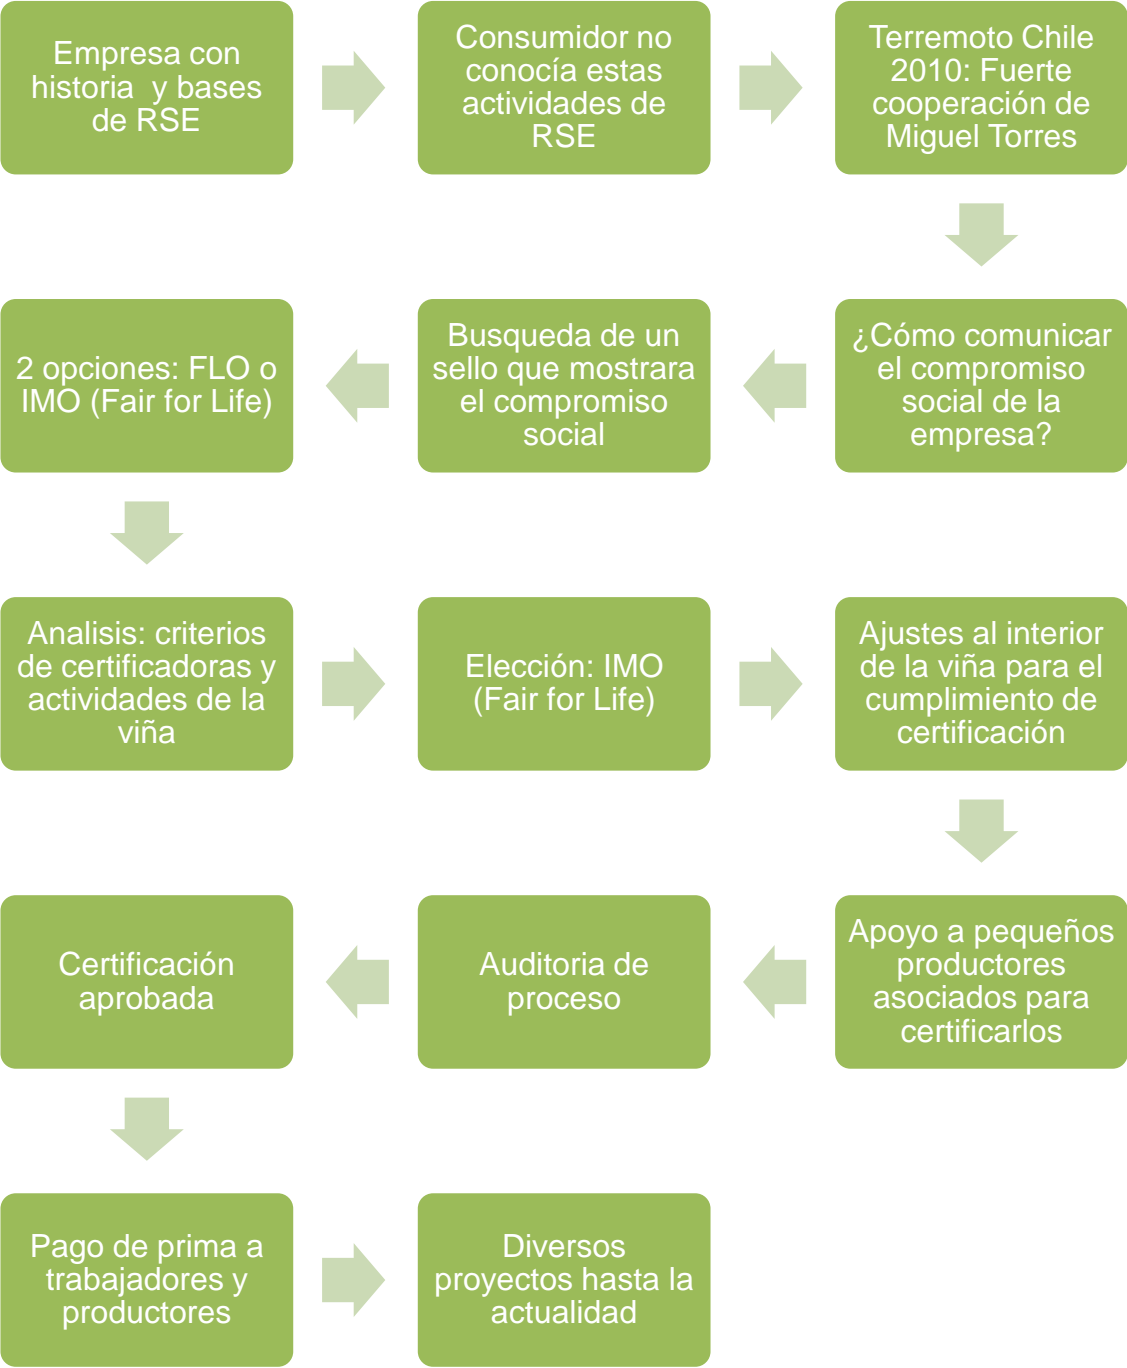 Empresa con
historia y bases
de RSE
Consumidor no
conocía estas
actividades de
RSE
Terremoto Chile
2010: Fuerte
cooperación de
Miguel Torres
¿Cómo comunicar
el compromiso
social de la
empresa?
Busqueda de un
sello que mostrara
el compromiso
social
2 opciones: FLO o
IMO (Fair for Life)
Analisis: criterios
de certificadoras y
actividades de la
viña
Elección: IMO
(Fair for Life)
Ajustes al interior
de la viña para el
cumplimiento de
certificación
Apoyo a pequeños
productores
asociados para
certificarlos
Auditoria de
proceso
Certificación
aprobada
Pago de prima a
trabajadores y
productores
Diversos
proyectos hasta la
actualidad